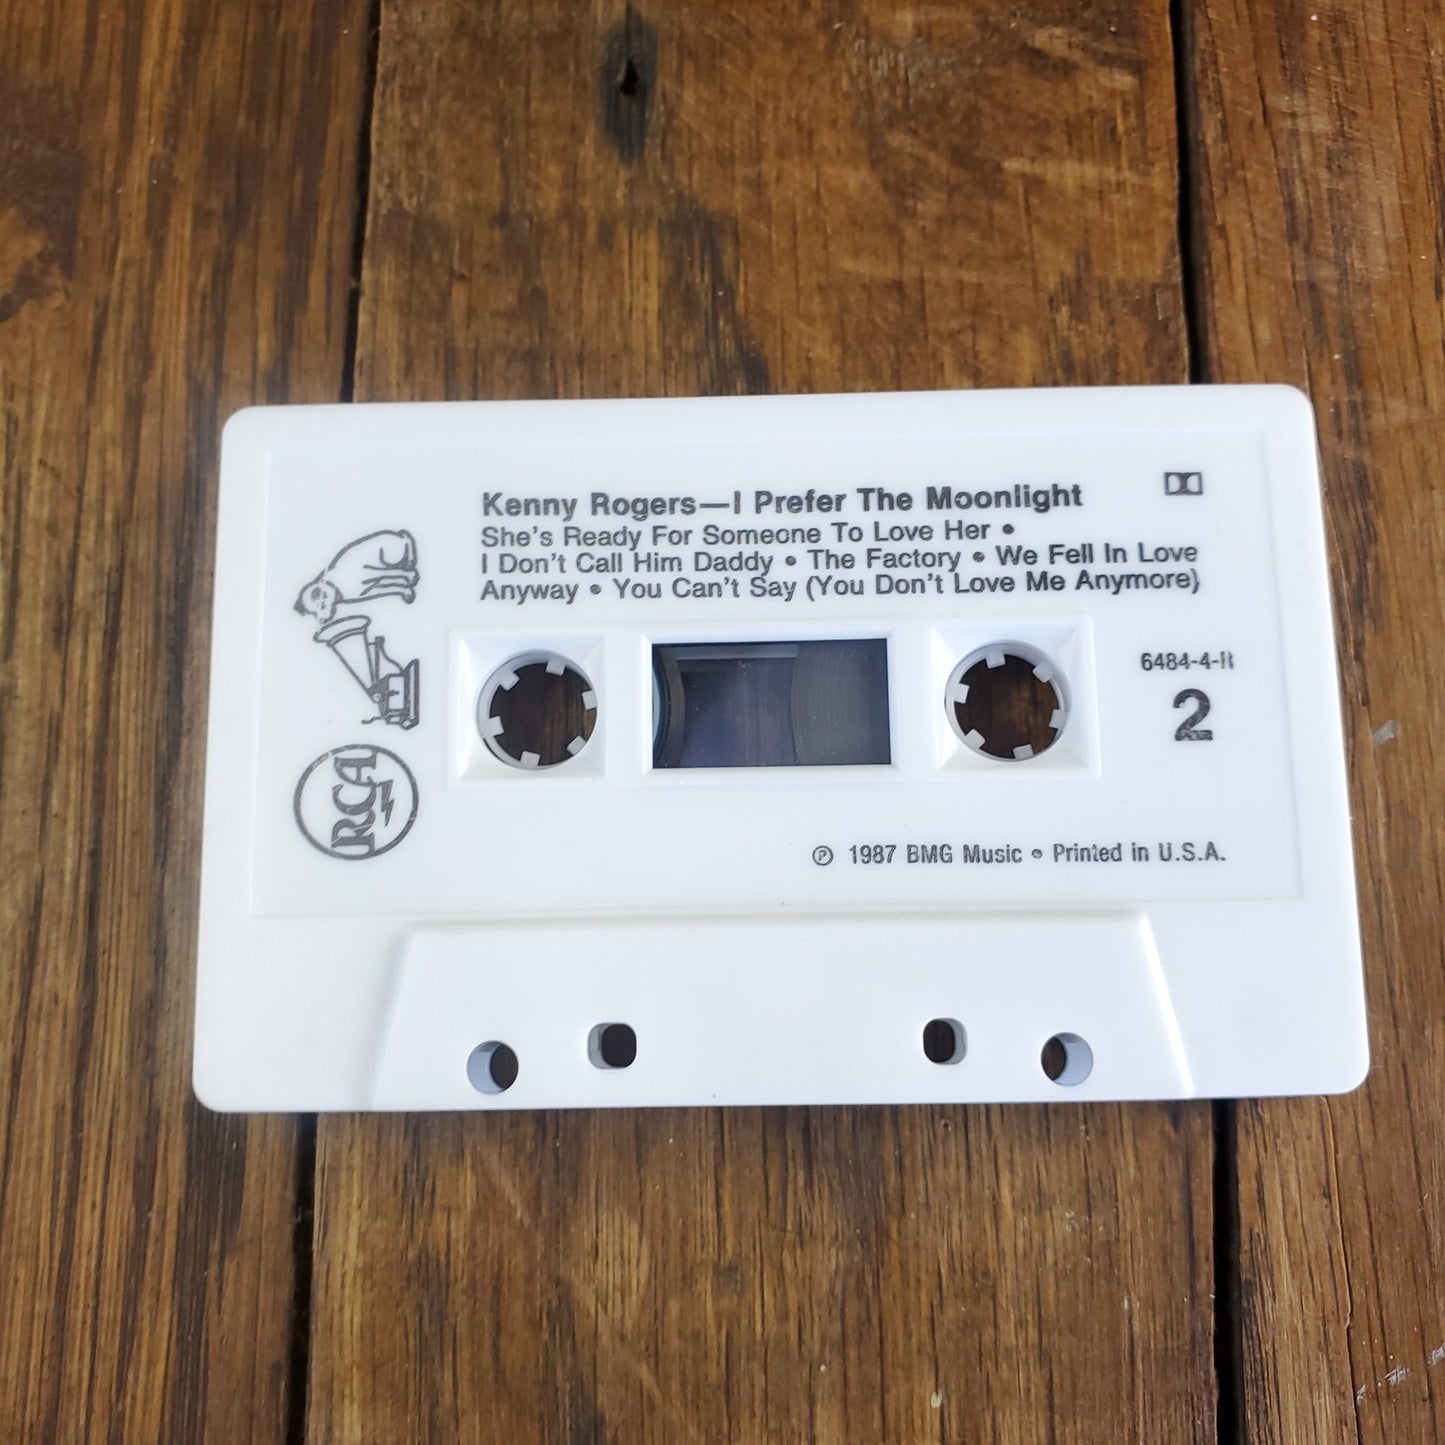 Kenny Rogers—I Prefer The Moonlight
She's Ready For Someone To Love Her •
I Don't Call Him Daddy • The Factory • We Fell In Love
Anyway • You Can't Say (You Don't Love Me Anymore)
6484-4-R
2
RCA
℗ 1987 BMG Music • Printed in U.S.A.